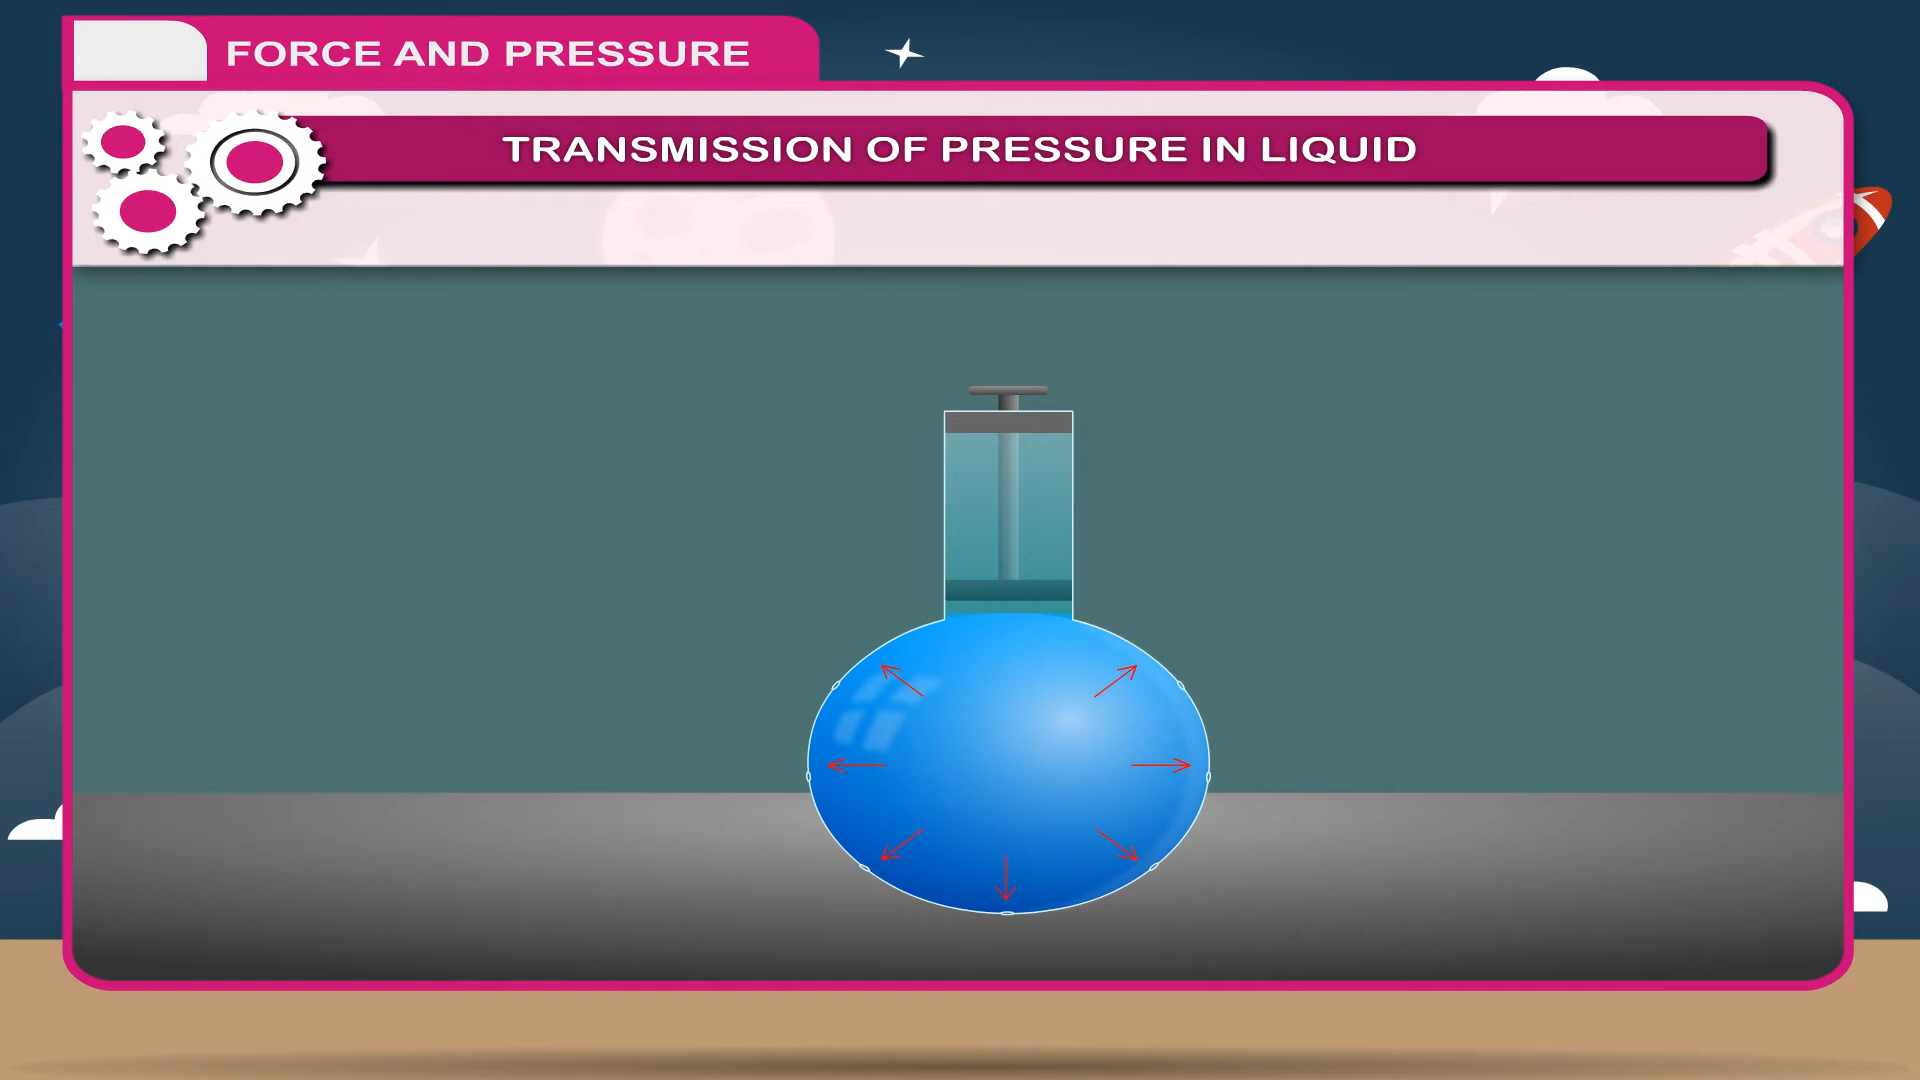 FORCE AND PRESSURE
TRANSMISSION OF PRESSURE IN LIQUID